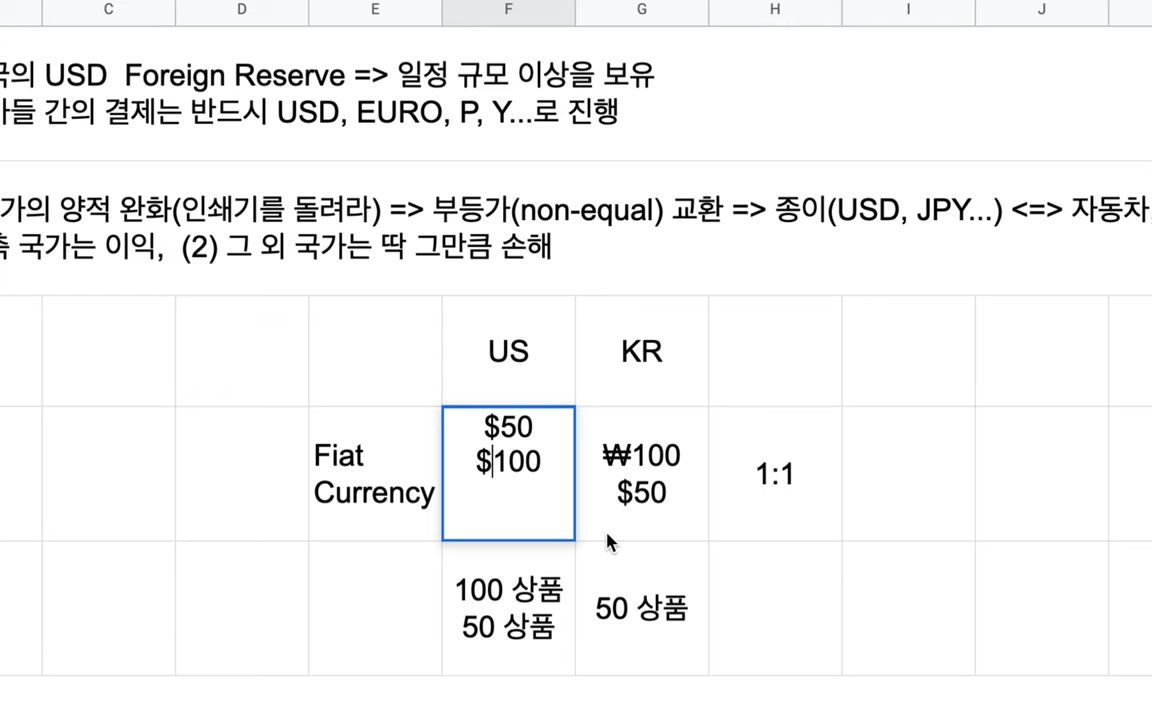 C D E F G H I J
의 USD Foreign Reserve => 일정 규모 이상을 보유
들 간의 결제는 반드시 USD, EURO, P, Y...로 진행
가의 양적 완화(인쇄기를 돌려라) => 부등가(non-equal) 교환 => 종이(USD, JPY...) <=> 자동차,
국가는 이익, (2) 그 외 국가는 딱 그만큼 손해
US KR
Fiat
Currency
$50
$100
₩100
$50
1:1
100 상품
50 상품
50 상품